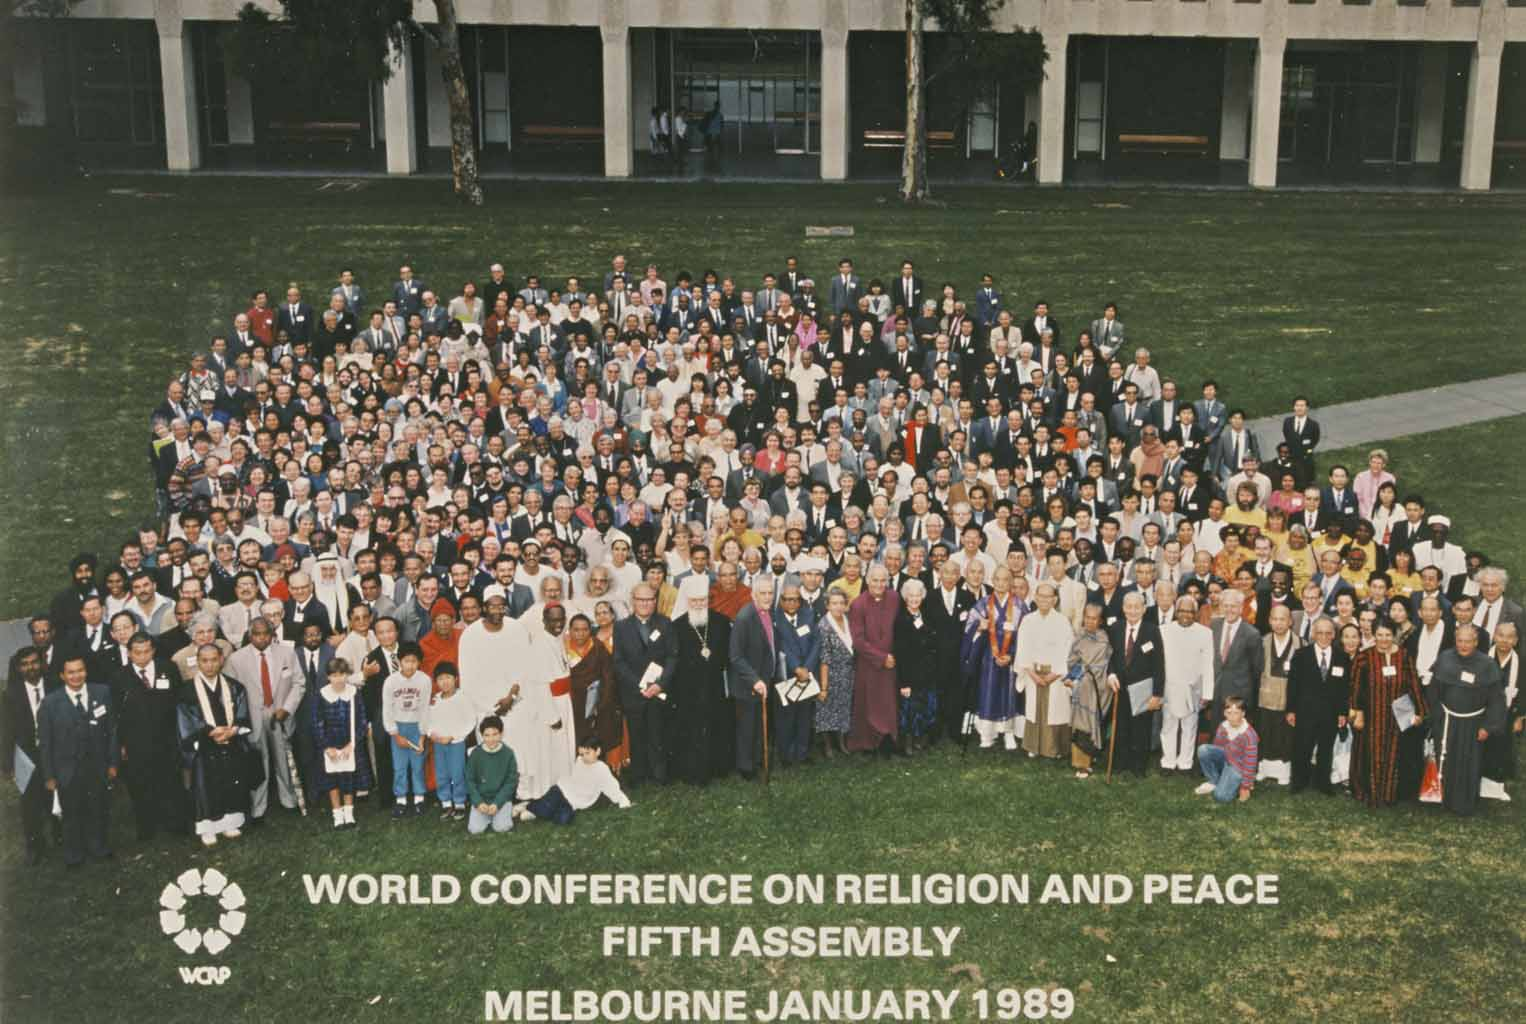 WORLD CONFERENCE ON RELIGION AND PEACE
FIFTH ASSEMBLY
WCRP
MELBOURNE JANUARY 1989